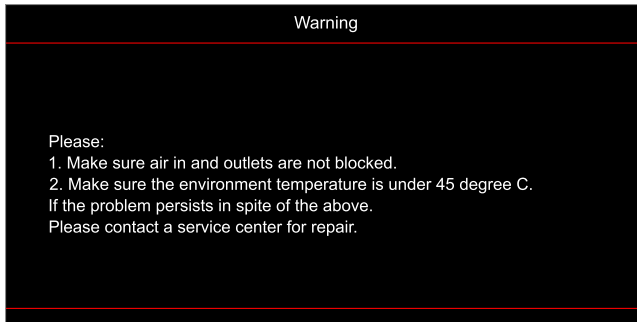 Warning
Please:
1. Make sure air in and outlets are not blocked.
2. Make sure the environment temperature is under 45 degree C.
If the problem persists in spite of the above.
Please contact a service center for repair.